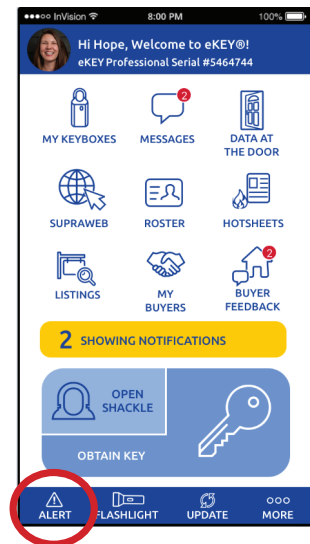 InVision 8:00 PM 100%
Hi Hope, Welcome to eKEY®!
eKEY Professional Serial #5464744
2
MY KEYBOXES MESSAGES DATA AT
THE DOOR
SUPRAWEB ROSTER HOTSHEETS
2
LISTINGS MY BUYER
BUYERS FEEDBACK
2 SHOWING NOTIFICATIONS
OPEN
SHACKLE
OBTAIN KEY
ALERT FLASHLIGHT UPDATE MORE